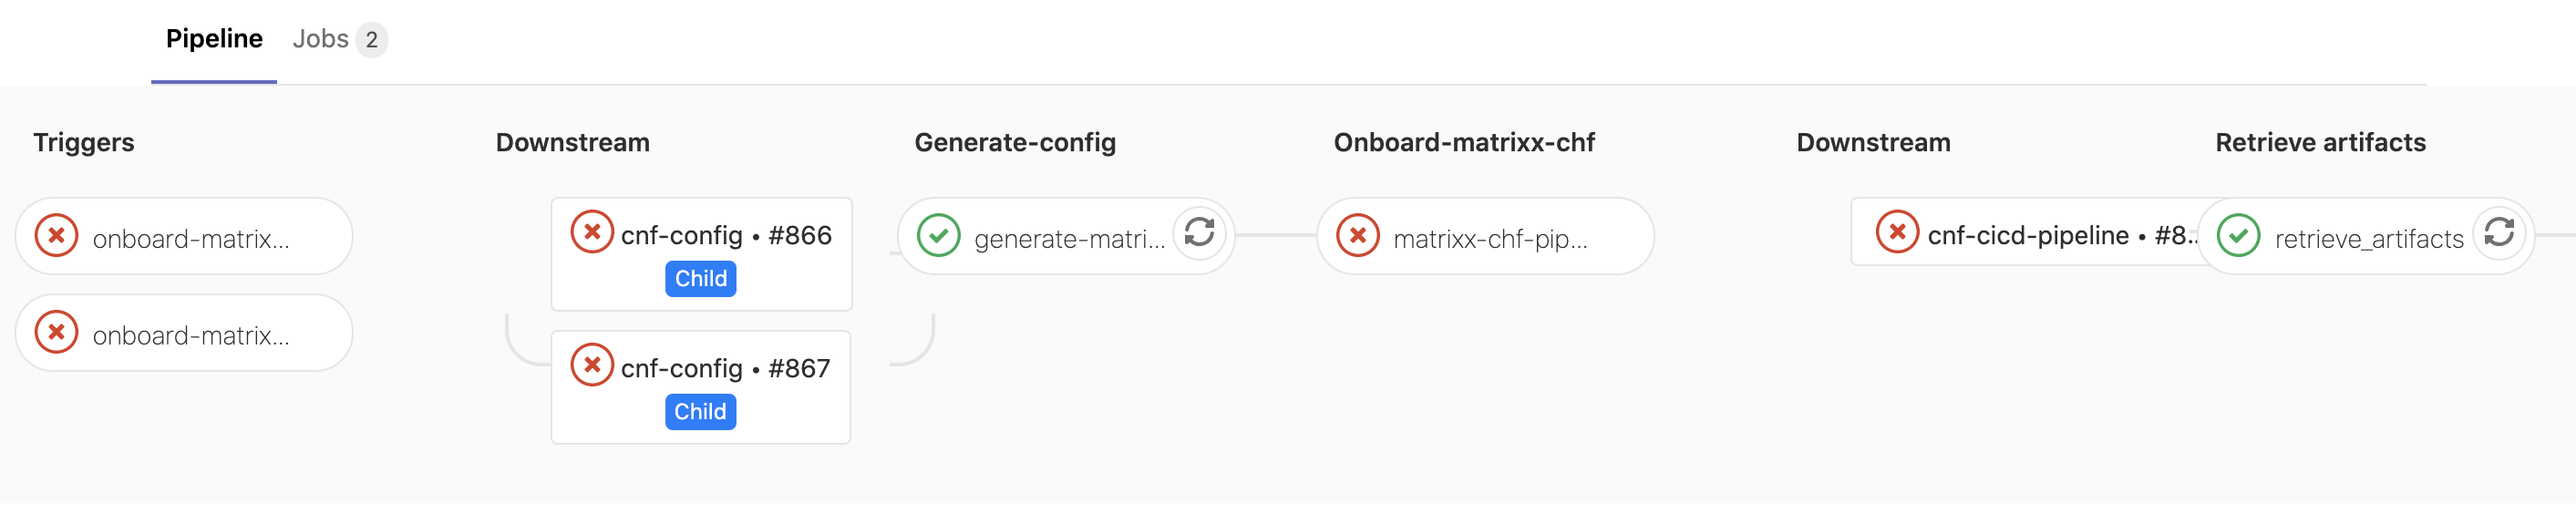 Pipeline Jobs 2
Triggers Downstream Generate-config Onboard-matrixx-chf Downstream Retrieve artifacts
onboard-matrix... cnf-config • #866 generate-matri... matrixx-chf-pip... cnf-cicd-pipeline • #8... retrieve_artifacts
Child
onboard-matrix... cnf-config • #867
Child